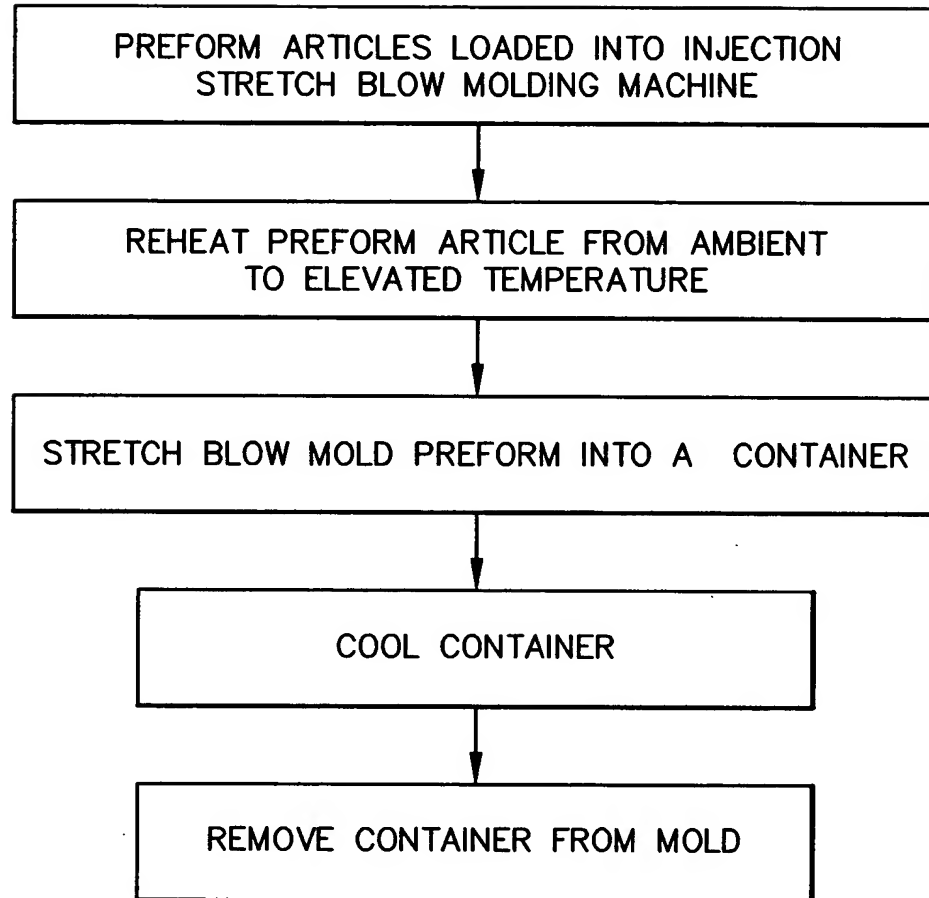 PREFORM ARTICLES LOADED INTO INJECTION
STRETCH BLOW MOLDING MACHINE
REHEAT PREFORM ARTICLE FROM AMBIENT
TO ELEVATED TEMPERATURE
STRETCH BLOW MOLD PREFORM INTO A CONTAINER
COOL CONTAINER
REMOVE CONTAINER FROM MOLD